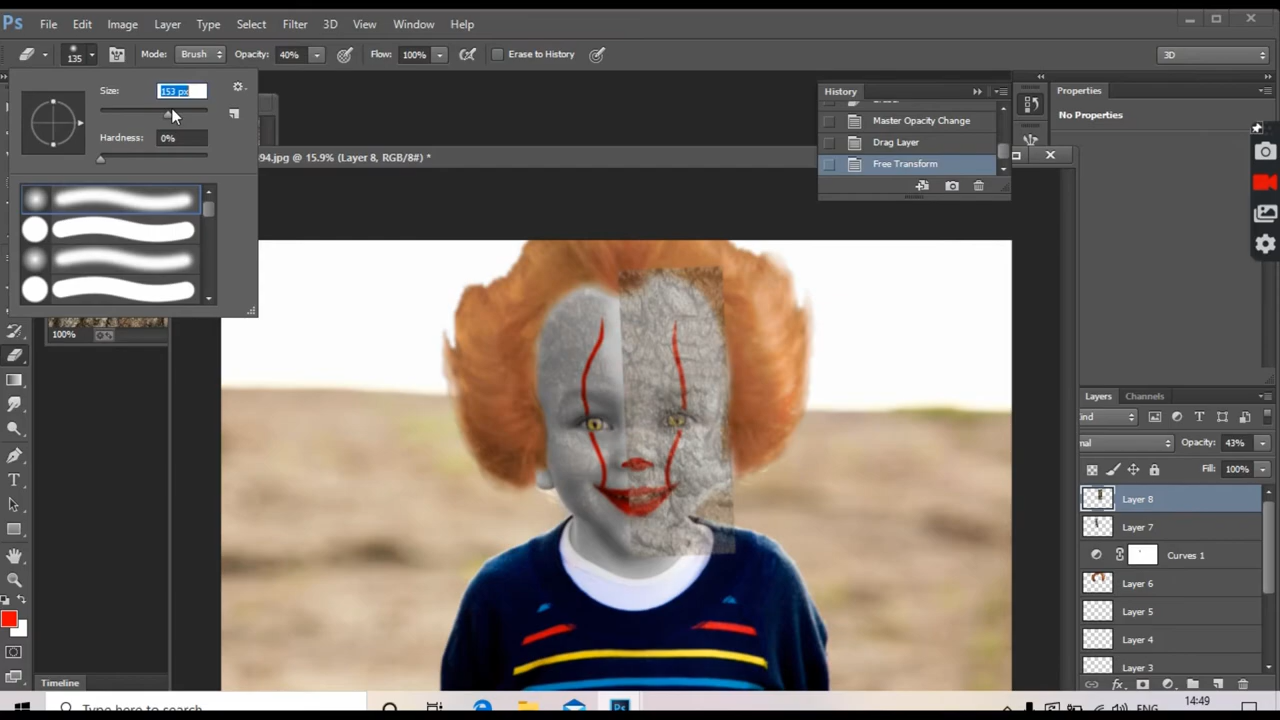 Ps File Edit Image Layer Type Select Filter 3D View Window Help
135 Mode: Brush Opacity: 40% Flow: 100% Erase to History 3D
Size: 153 px
Hardness: 0%
History
Master Opacity Change
Drag Layer
Free Transform
Properties
No Properties
94.jpg @ 15.9% (Layer 8, RGB/8#) *
100%
Layers Channels
ind
mal Opacity: 43%
Fill: 100%
Layer 8
Layer 7
Curves 1
Layer 6
Layer 5
Layer 4
Layer 3
fx
T
Timeline
Type here to search
Ps
ENG
14:49